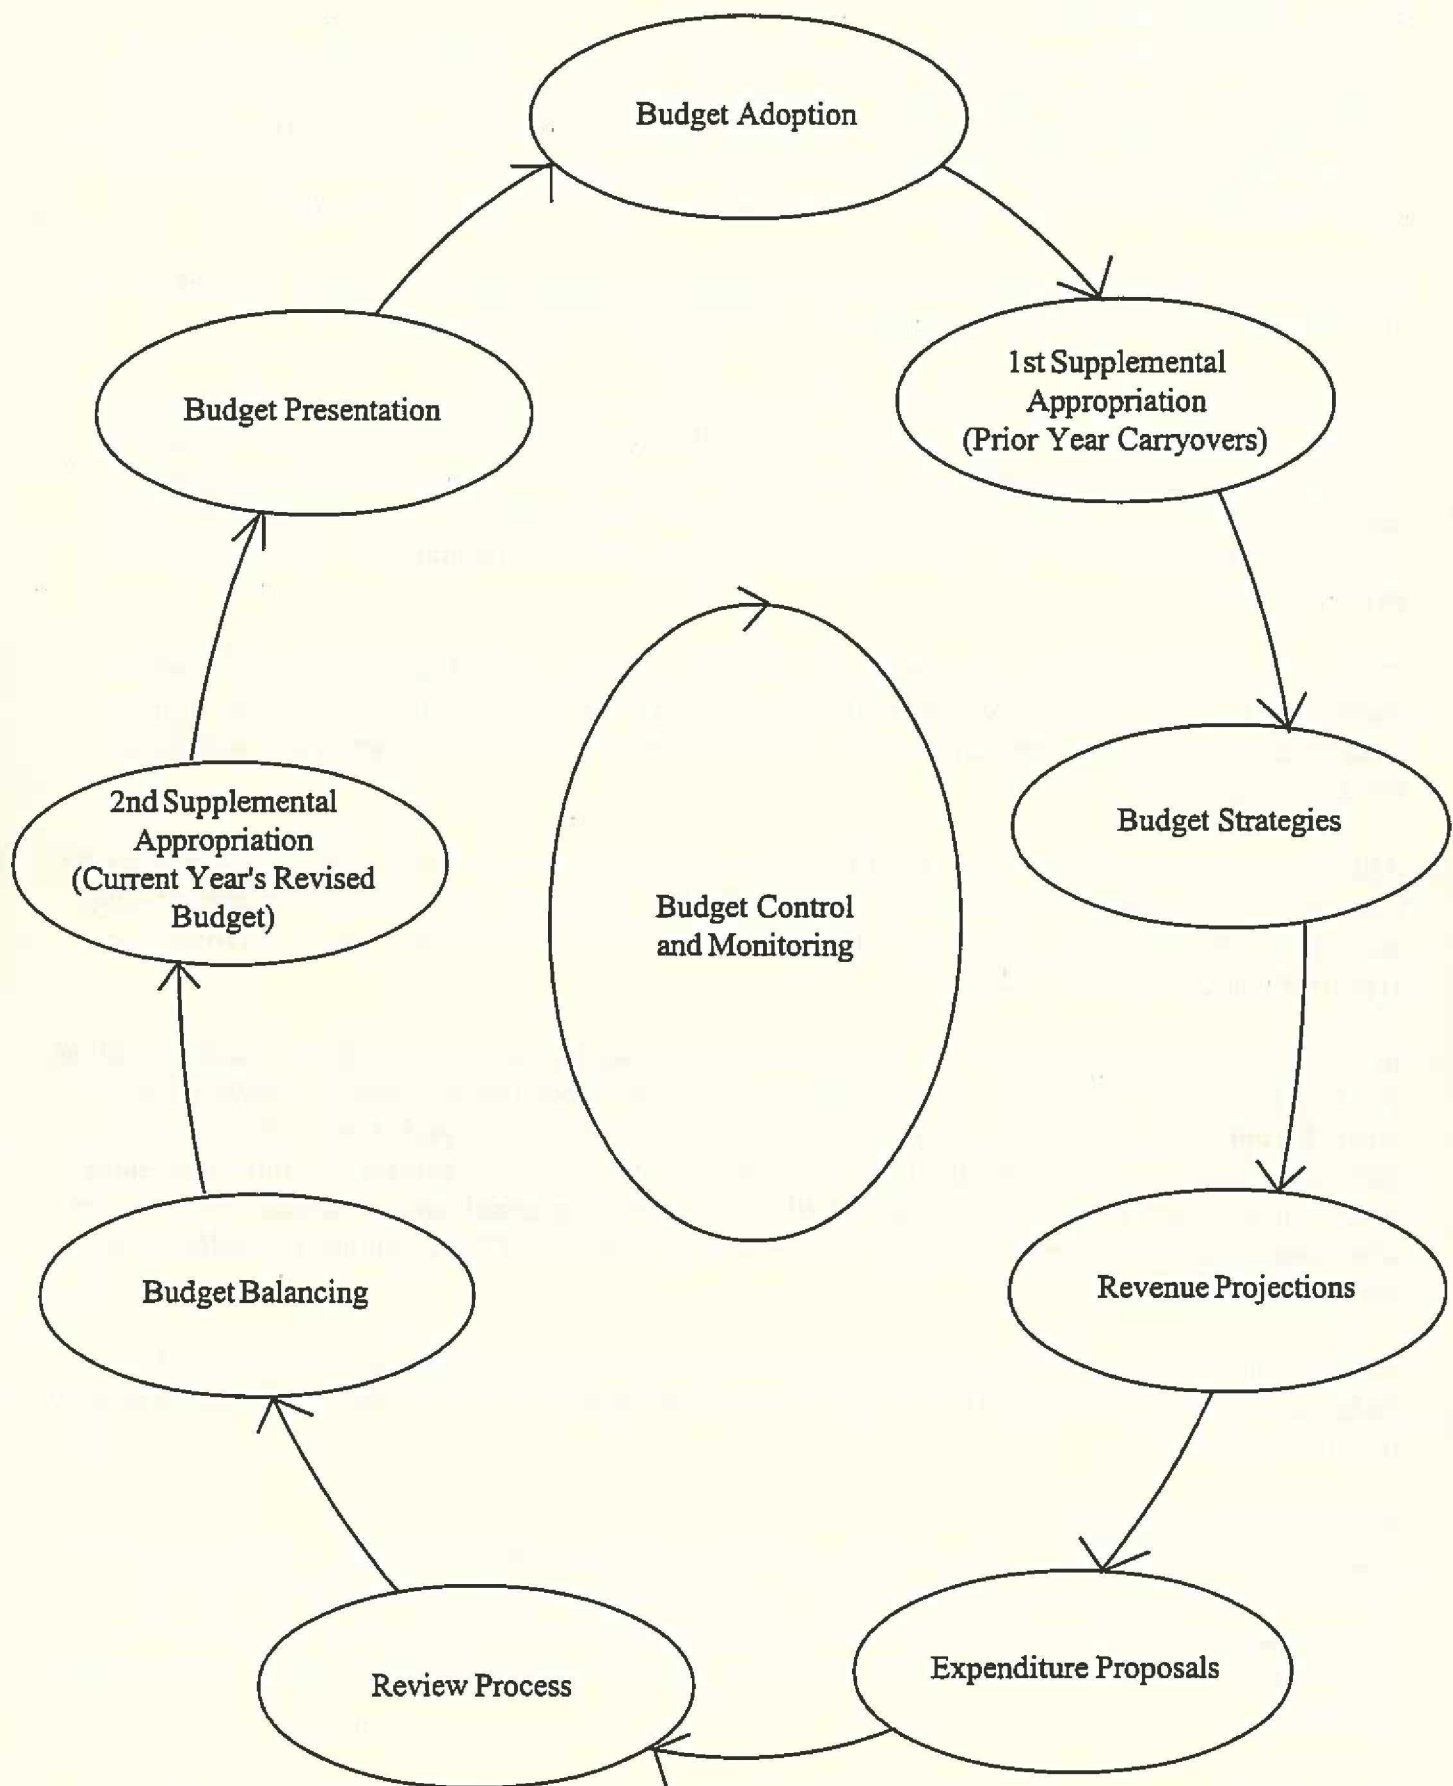 Budget Adoption
1st Supplemental
Appropriation
(Prior Year Carryovers)
Budget Presentation
Budget Strategies
2nd Supplemental
Appropriation
(Current Year's Revised
Budget)
Budget Control
and Monitoring
Revenue Projections
Budget Balancing
Expenditure Proposals
Review Process